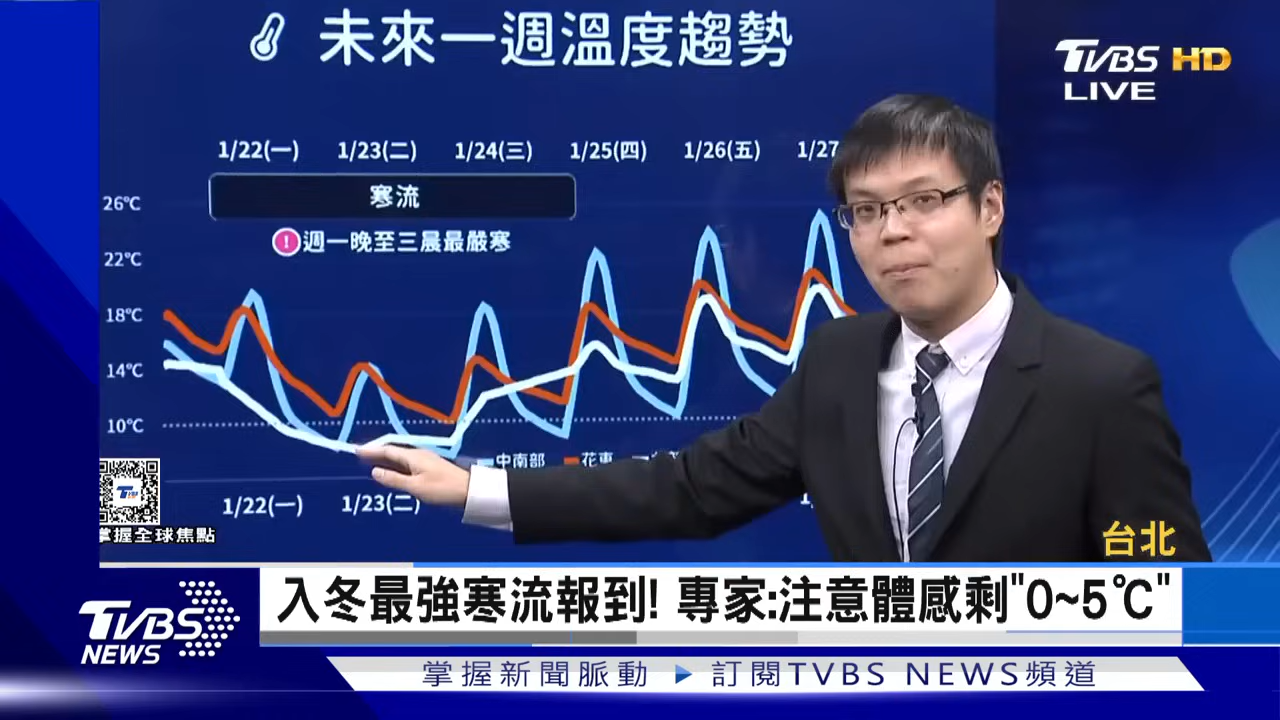 未來一週溫度趨勢
TVBS HD
LIVE
1/22(一) 1/23(二) 1/24(三) 1/25(四) 1/26(五) 1/27
寒流
26℃
! 週一晚至三晨最嚴寒
22℃
18℃
14℃
10℃
中南部 花東
1/22(一) 1/23(二)
TVBS
掌握全球焦點
台北
入冬最強寒流報到! 專家:注意體感剩"0~5℃"
TVBS
NEWS
掌握新聞脈動 ▶ 訂閱TVBS NEWS頻道